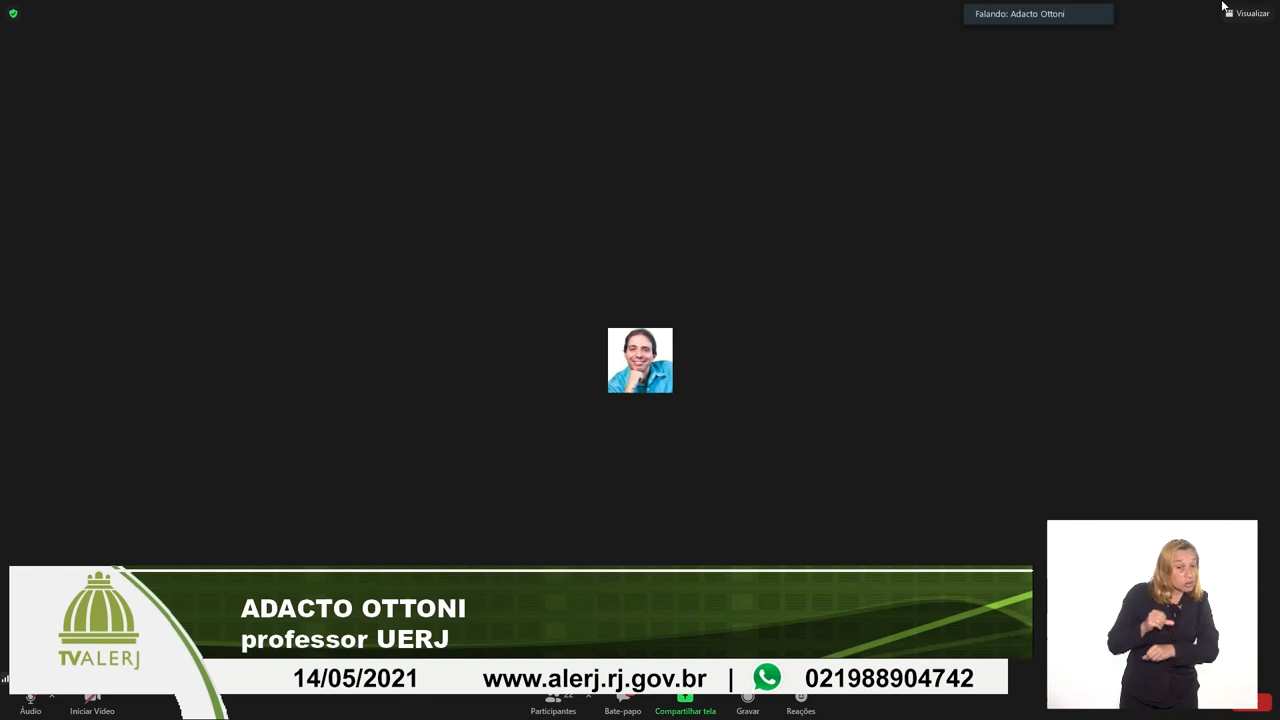 Falando: Adacto Ottoni
Visualizar
ADACTO OTTONI
professor UERJ
TVALERJ
14/05/2021 www.alerj.rj.gov.br | 021988904742
Áudio
Iniciar Vídeo
Participantes
Bate-papo
Compartilhar tela
Gravar
Reações